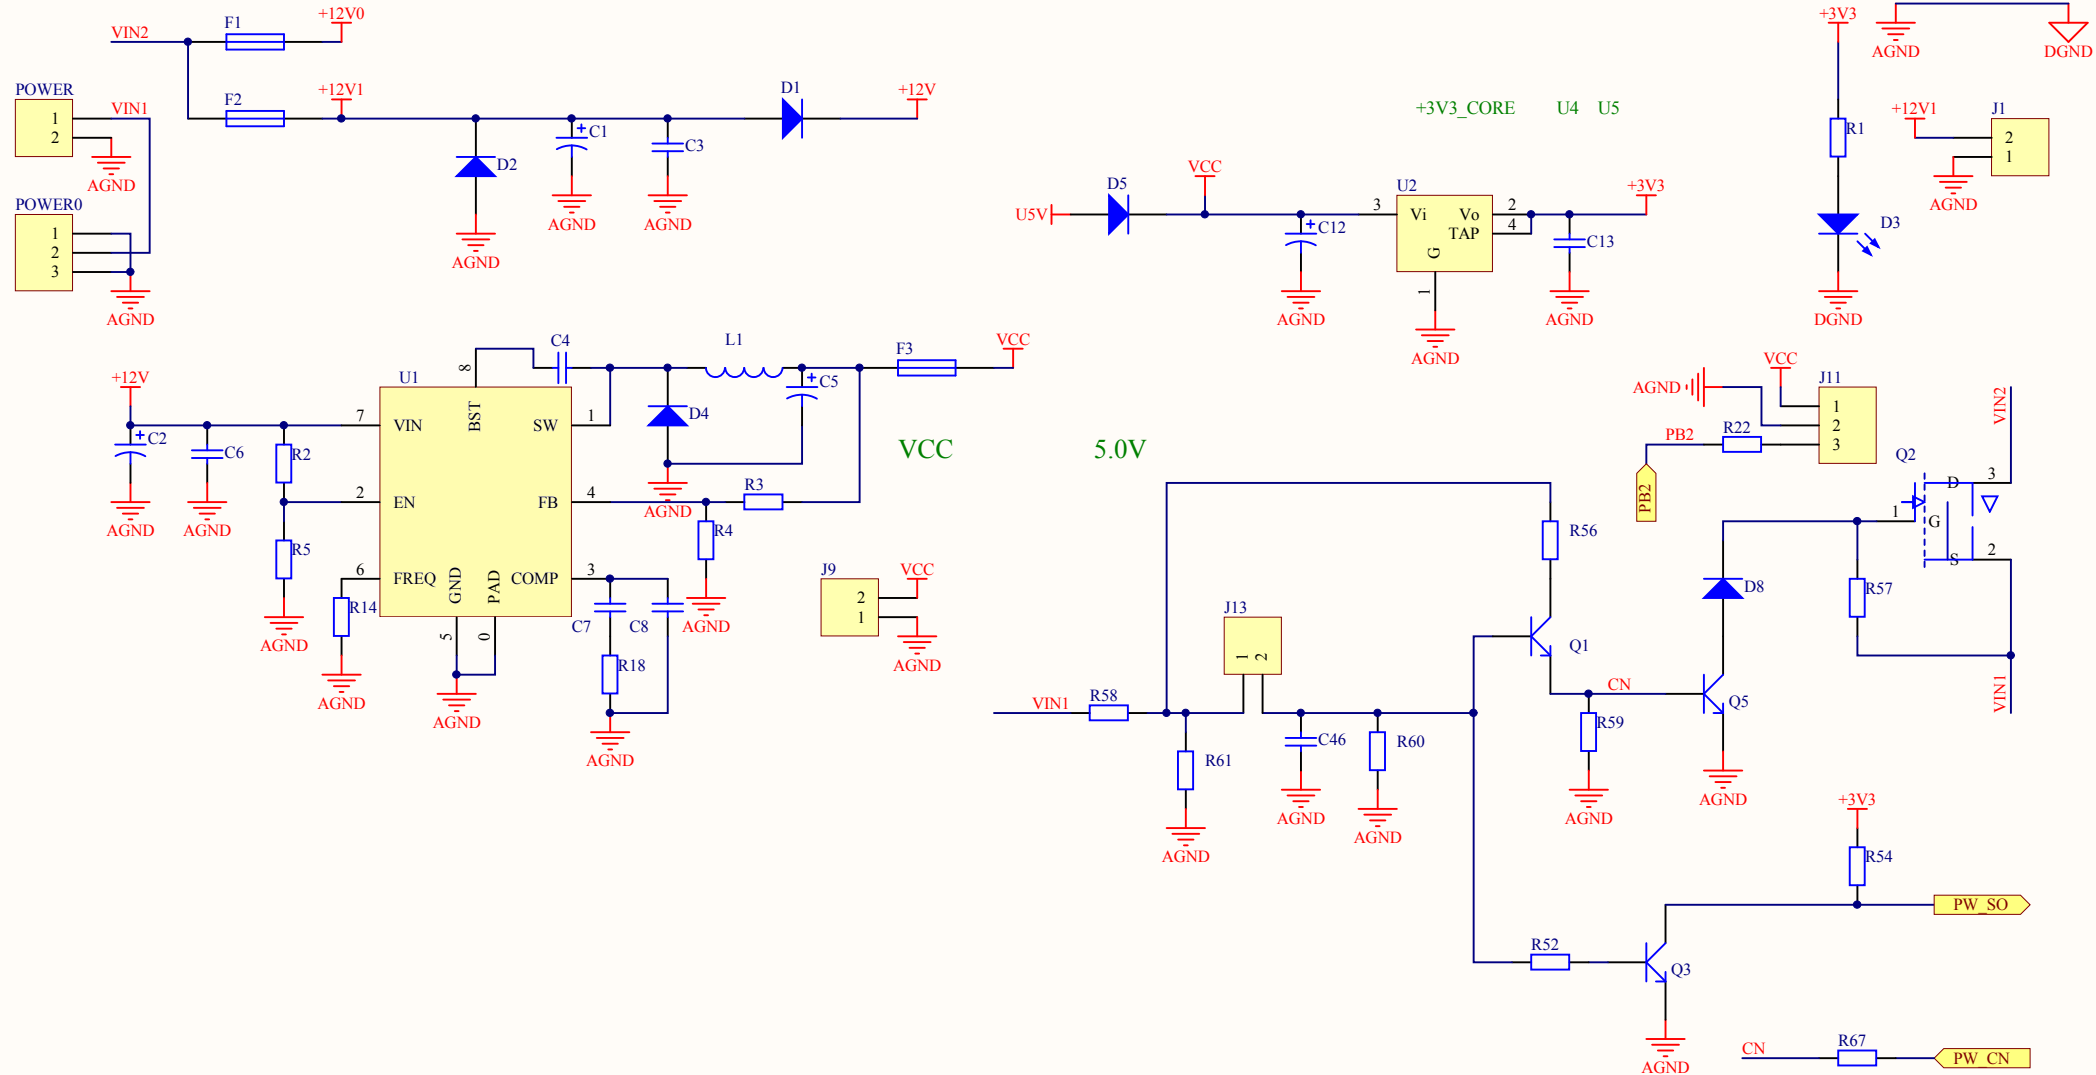 F1
+12V0
VIN2
F2
+12V1
D1
+12V
POWER
1
2
VIN1
AGND
D2
AGND
+
C1
AGND
C3
AGND
POWER0
1
2
3
AGND
+3V3_CORE U4 U5
U5V
D5
VCC
+
C12
AGND
U2
3
Vi
Vo
2
TAP
4
G
1
AGND
C13
AGND
+3V3
+3V3
R1
D3
DGND
AGND
DGND
+12V1
J1
2
1
AGND
+12V
+
C2
AGND
C6
AGND
R2
R5
AGND
U1
8
BST
7
VIN
SW
1
2
EN
FB
4
6
FREQ
COMP
3
GND
PAD
5
0
AGND
R14
AGND
C4
L1
D4
+
C5
AGND
F3
VCC
R3
R4
AGND
C7
C8
R18
AGND
J9
2
1
VCC
AGND
VCC 5.0V
VCC
J11
AGND
1
2
3
PB2
R22
PB2
Q2
VIN2
D
3
1
G
S
2
VIN1
R57
D8
Q5
AGND
R56
Q1
CN
R59
AGND
J13
1
2
VIN1
R58
R61
AGND
C46
AGND
R60
AGND
+3V3
R54
PW_SO
R52
Q3
AGND
CN
R67
PW_CN